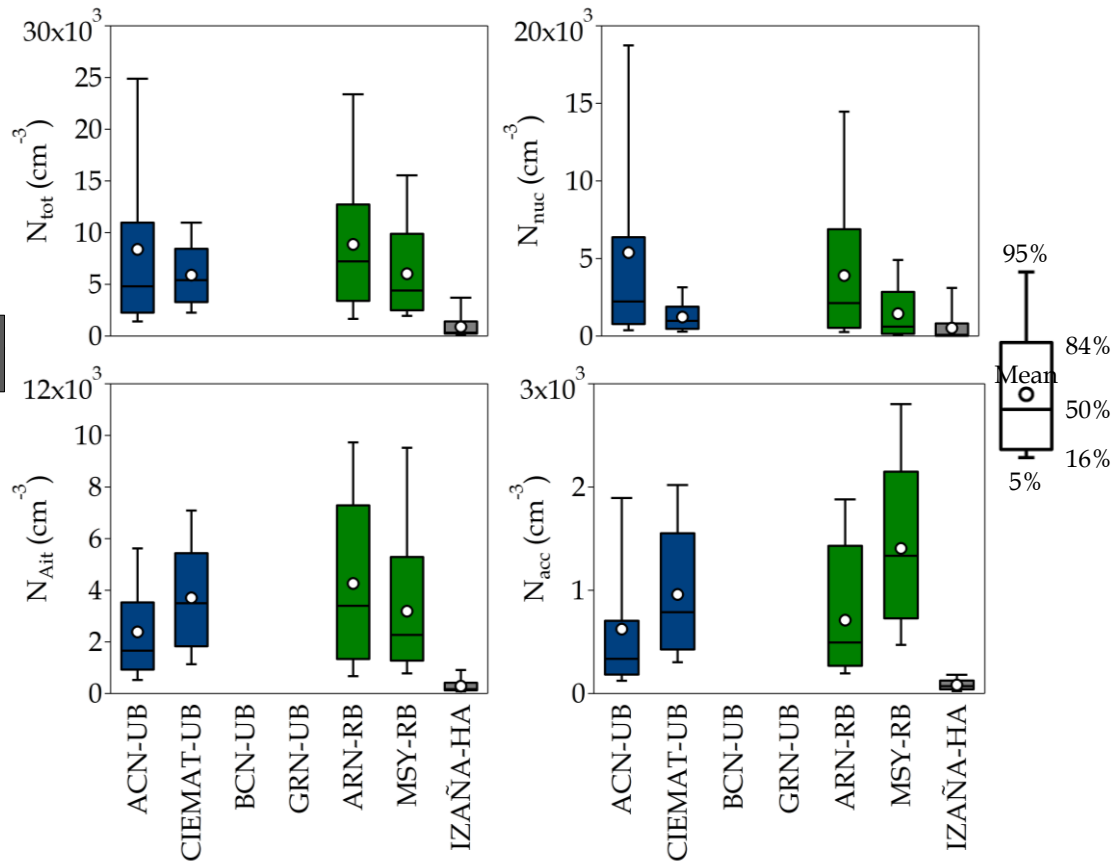 30x10³
25
20
15
10
5
0
N_tot (cm⁻³)
20x10³
15
10
5
0
N_nuc (cm⁻³)
95%
84%
Mean
50%
16%
5%
12x10³
10
8
6
4
2
0
N_Ait (cm⁻³)
3x10³
2
1
0
N_acc (cm⁻³)
ACN-UB
CIEMAT-UB
BCN-UB
GRN-UB
ARN-RB
MSY-RB
IZAÑA-HA
ACN-UB
CIEMAT-UB
BCN-UB
GRN-UB
ARN-RB
MSY-RB
IZAÑA-HA